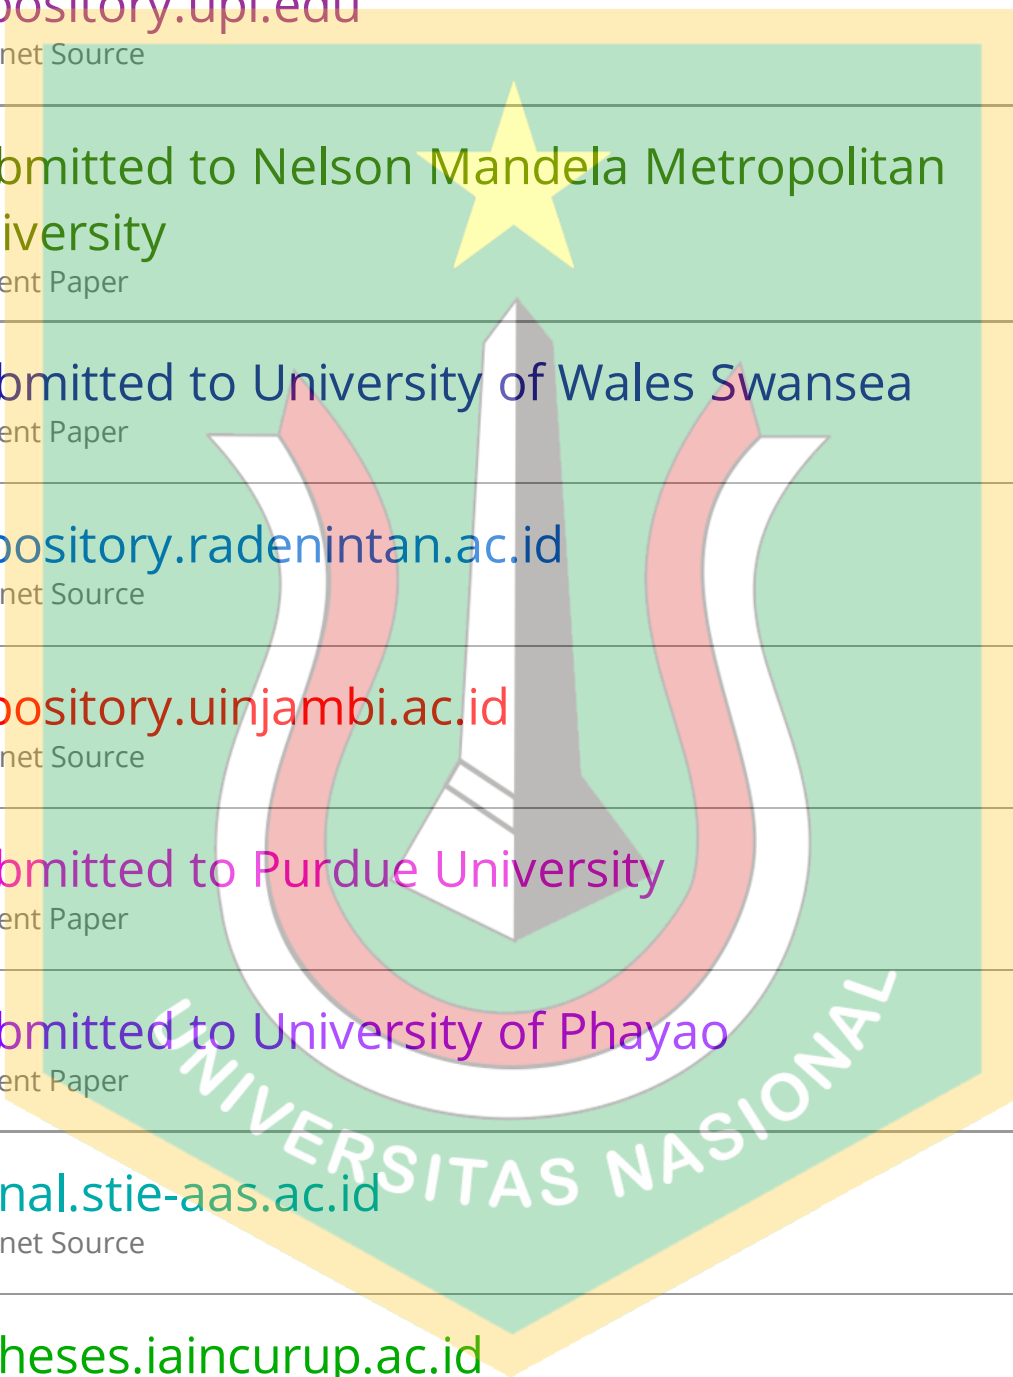 pository.upi.edu
net Source
bmitted to Nelson Mandela Metropolitan
iversity
ent Paper
bmitted to University of Wales Swansea
ent Paper
pository.radenintan.ac.id
net Source
pository.uinjambi.ac.id
net Source
bmitted to Purdue University
ent Paper
bmitted to University of Phayao
ent Paper
UNIVERSITAS NASIONAL
nal.stie-aas.ac.id
net Source
heses.iaincurup.ac.id